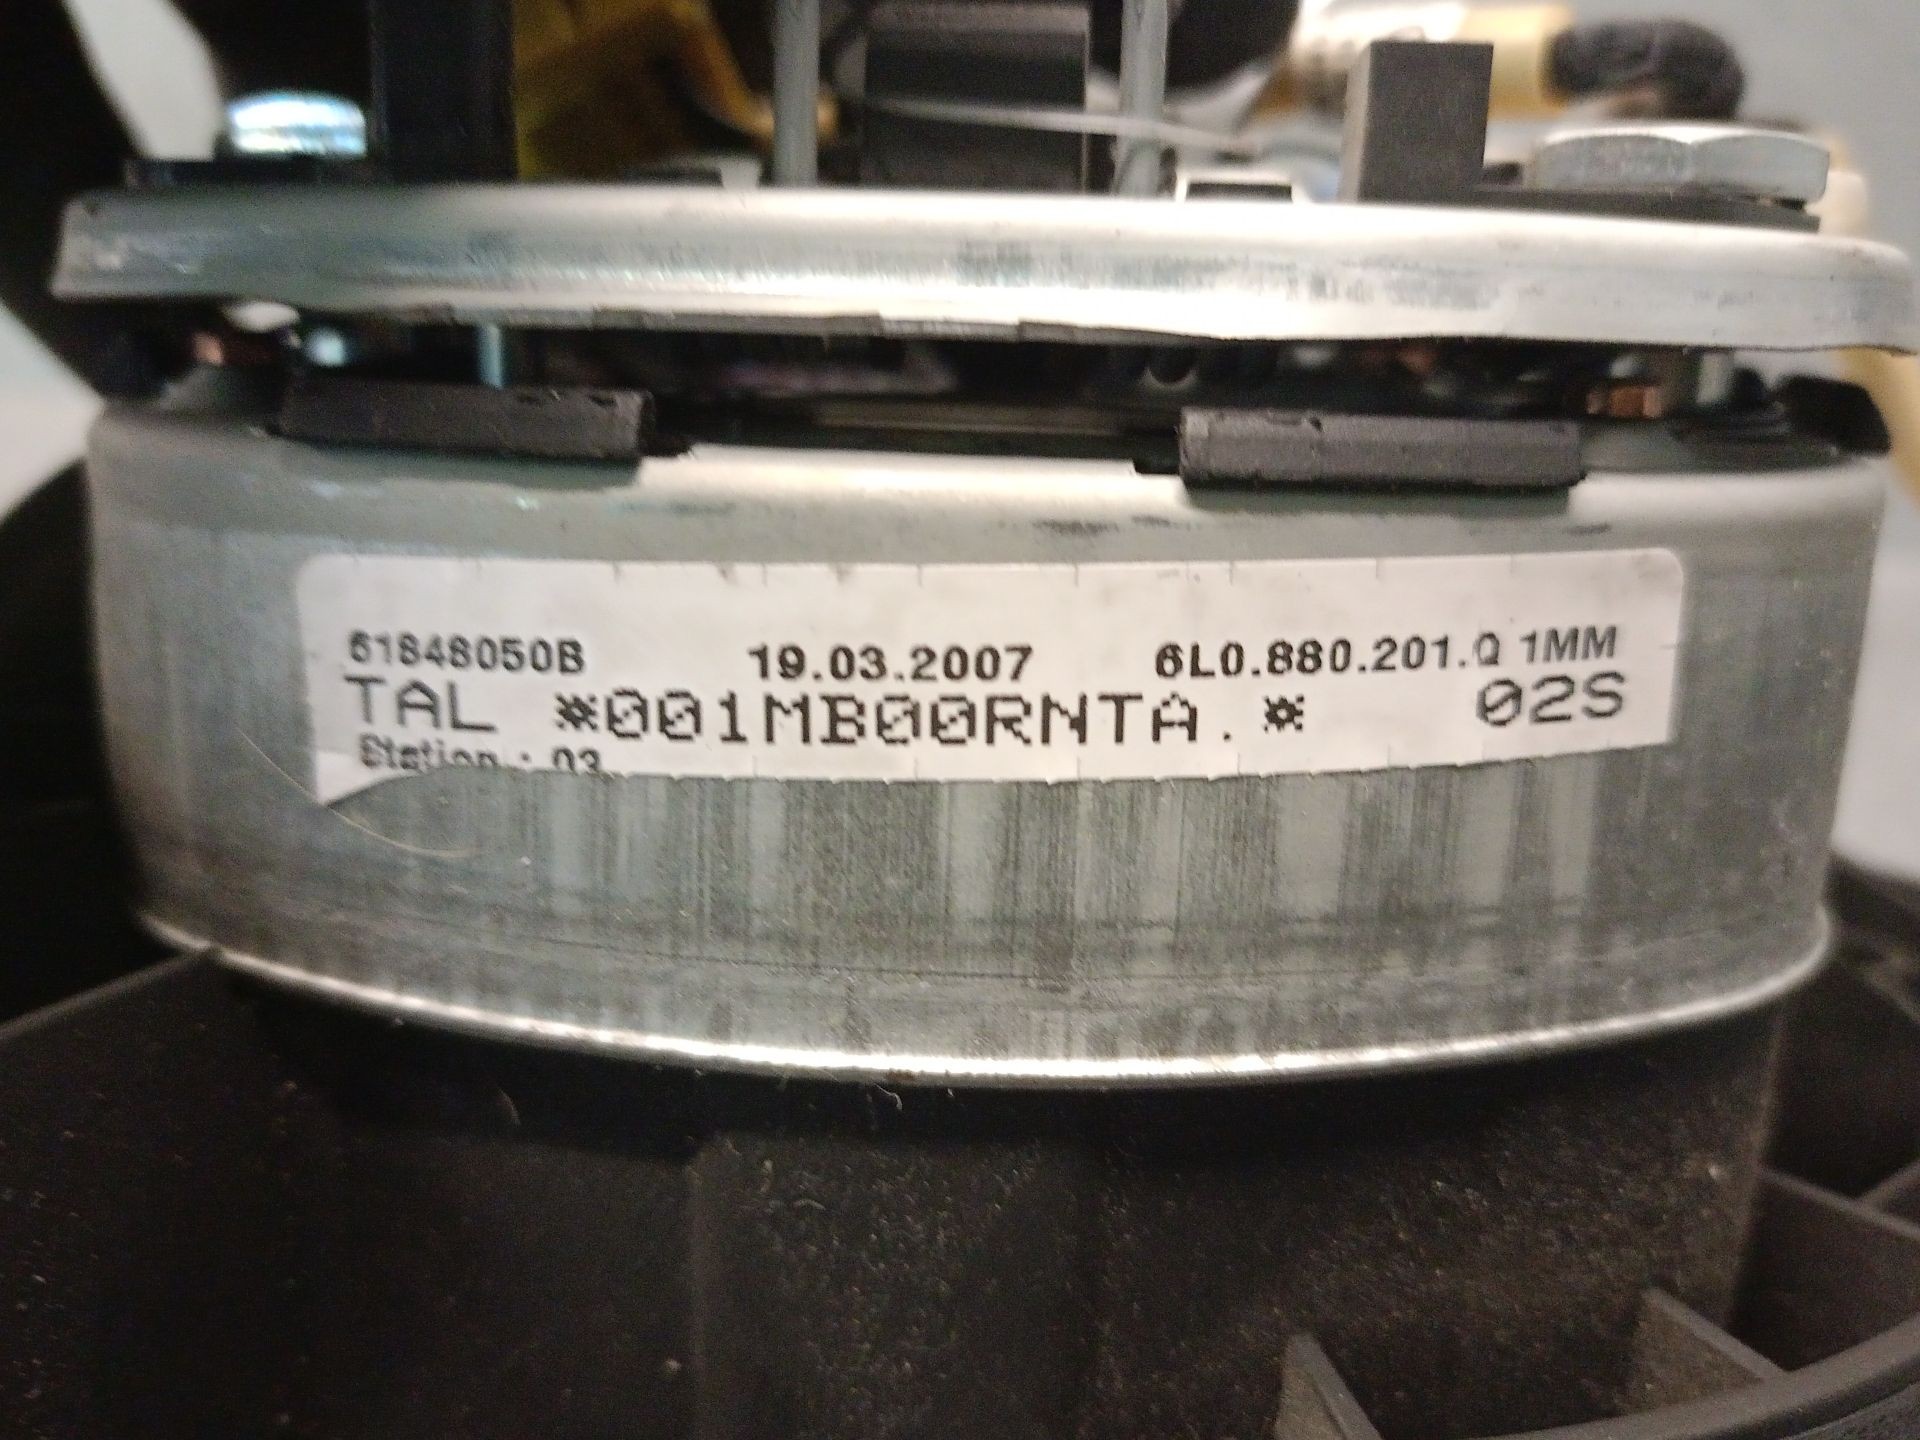 61848050B 19.03.2007 6L0.880.201.Q 1MM
TAL *001MB00RNTA.* 02S
Station : 03